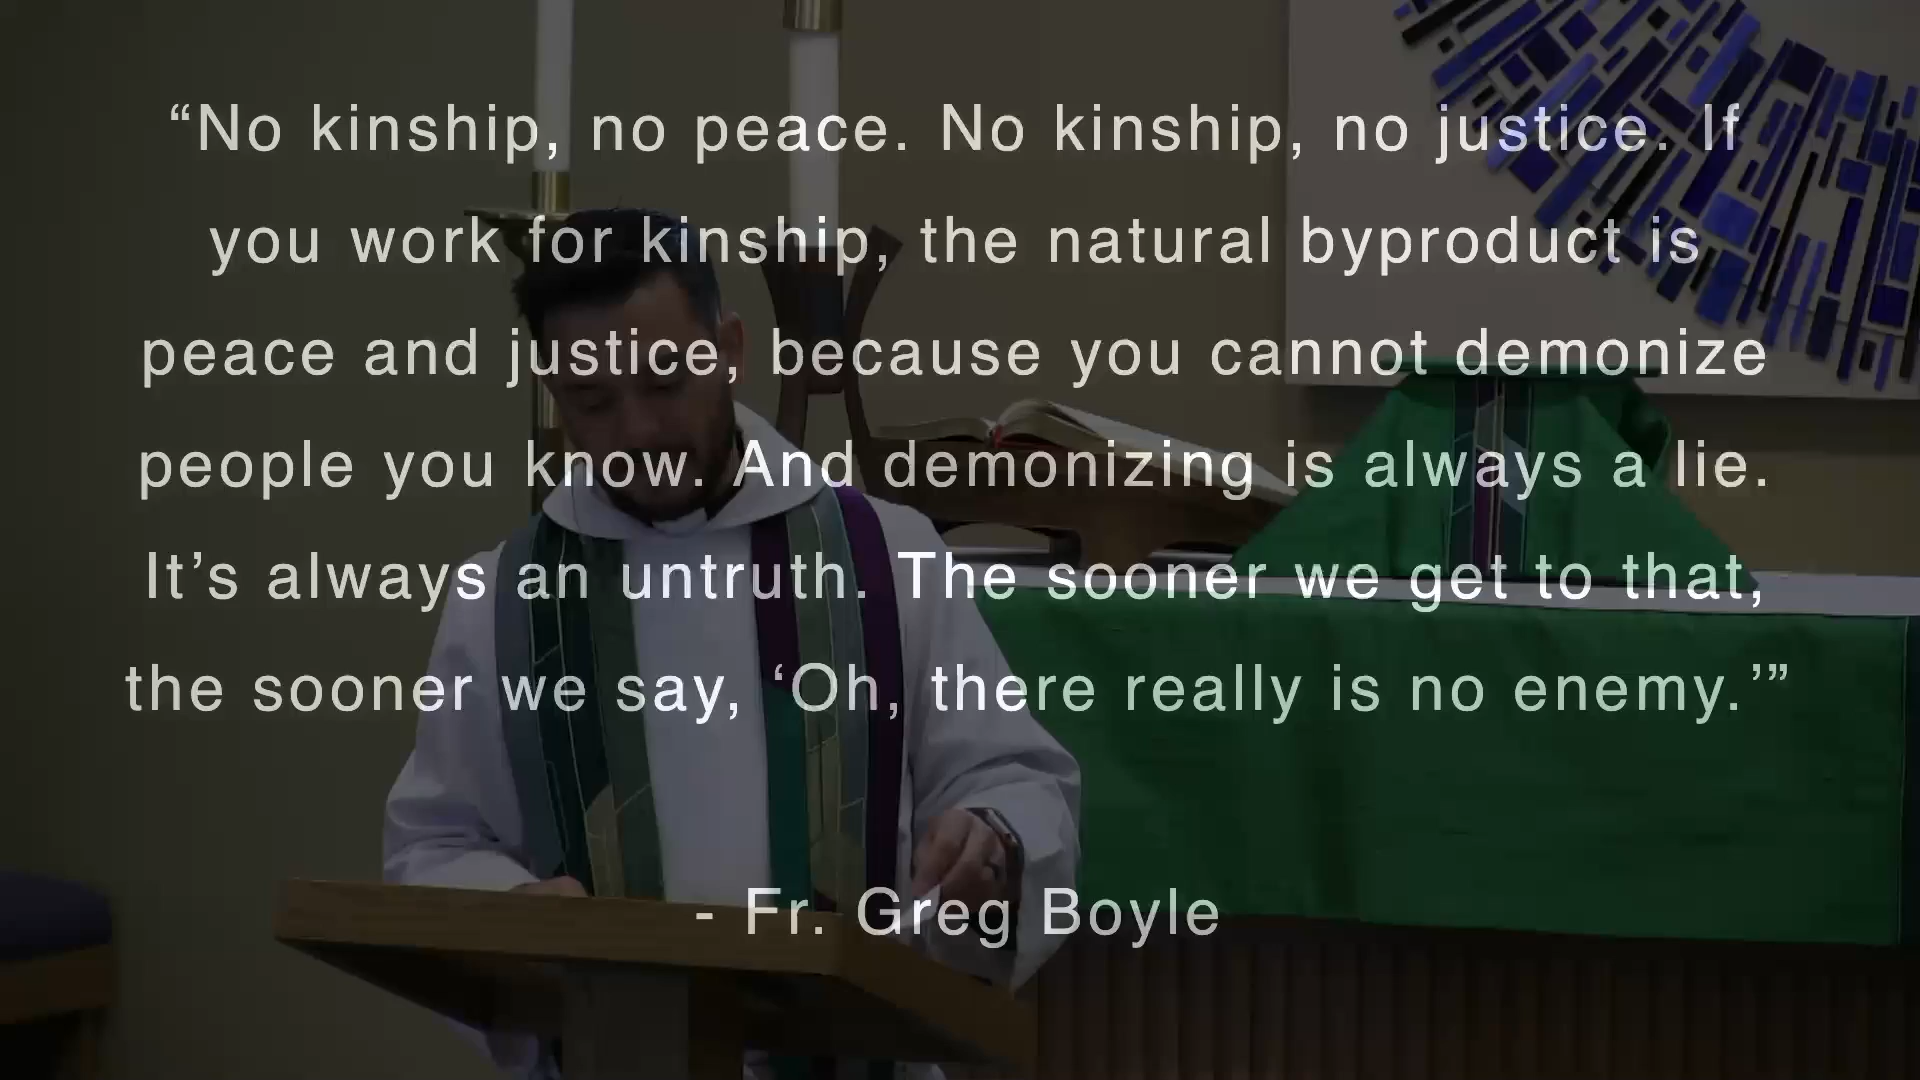 “No kinship, no peace. No kinship, no justice. If
you work for kinship, the natural byproduct is
peace and justice, because you cannot demonize
people you know. And demonizing is always a lie.
It’s always an untruth. The sooner we get to that,
the sooner we say, ‘Oh, there really is no enemy.’”
- Fr. Greg Boyle